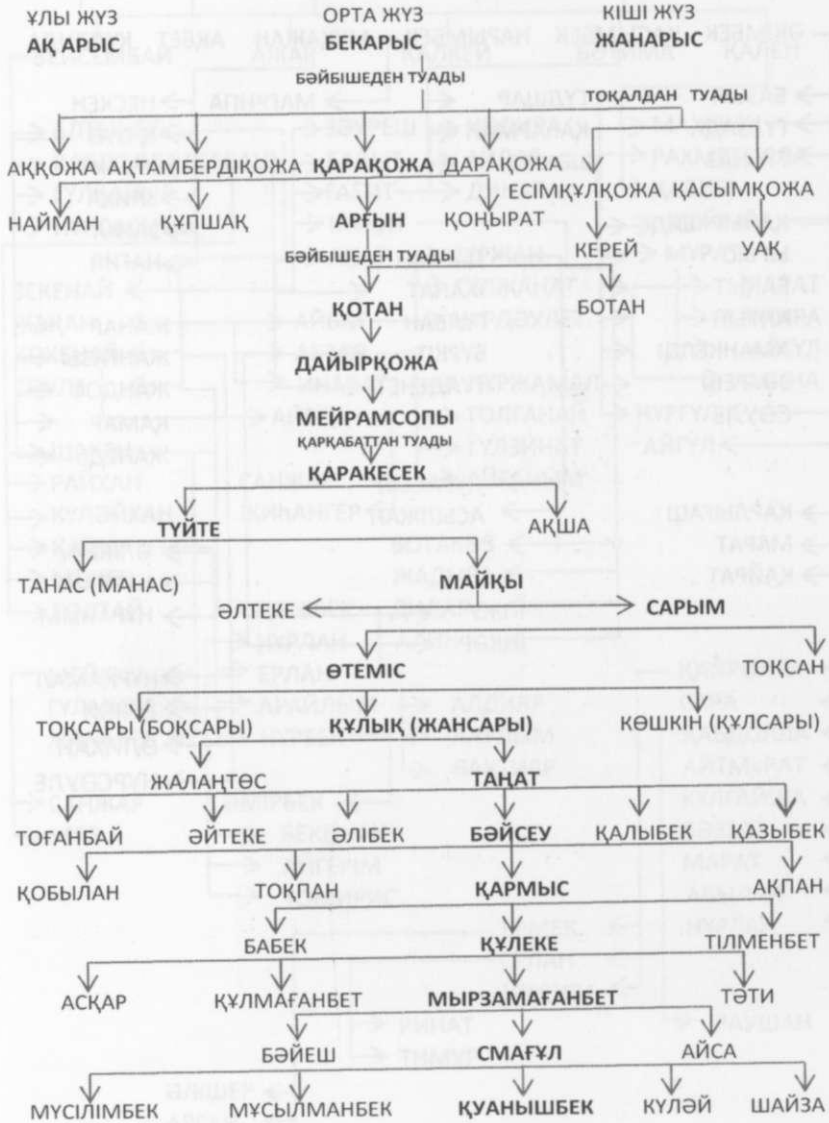 ҰЛЫ ЖҮЗ ОРТА ЖҮЗ КІШІ ЖҮЗ
АҚ АРЫС БЕКАРЫС ЖАНАРЫС
БӘЙБІШЕДЕН ТУАДЫ
ТОҚАЛДАН ТУАДЫ
АҚҚОЖА АҚТАМБЕРДІҚОЖА ҚАРАҚОЖА ДАРАҚОЖА
ЕСІМҚҰЛҚОЖА ҚАСЫМҚОЖА
НАЙМАН ҚҰПШАҚ АРҒЫН ҚОҢЫРАТ
КЕРЕЙ УАҚ
БӘЙБІШЕДЕН ТУАДЫ
ҚОТАН БОТАН
ДАЙЫРҚОЖА
МЕЙРАМСОПЫ
ҚАРҚАБАТТАН ТУАДЫ
ҚАРАКЕСЕК
ТҮЙТЕ АҚША
ТАНАС (МАНАС) МАЙҚЫ
ӘЛТЕКЕ САРЫМ
ӨТЕМІС ТОҚСАН
ТОҚСАРЫ (БОҚСАРЫ) ҚҰЛЫҚ (ЖАНСАРЫ) КӨШКІН (ҚҰЛСАРЫ)
ЖАЛАҢТӨС ТАҢАТ
ТОҒАНБАЙ ӘЙТЕКЕ ӘЛІБЕК БӘЙСЕУ ҚАЛЫБЕК ҚАЗЫБЕК
ҚОБЫЛАН ТОҚПАН ҚАРМЫС АҚПАН
БАБЕК ҚҰЛЕКЕ ТІЛМЕНБЕТ
АСҚАР ҚҰЛМАҒАНБЕТ МЫРЗАМАҒАНБЕТ ТӘТИ
БӘЙЕШ СМАҒҰЛ АЙСА
МҮСІЛІМБЕК МҰСЫЛМАНБЕК ҚУАНЫШБЕК КҮЛӘЙ ШАЙЗА